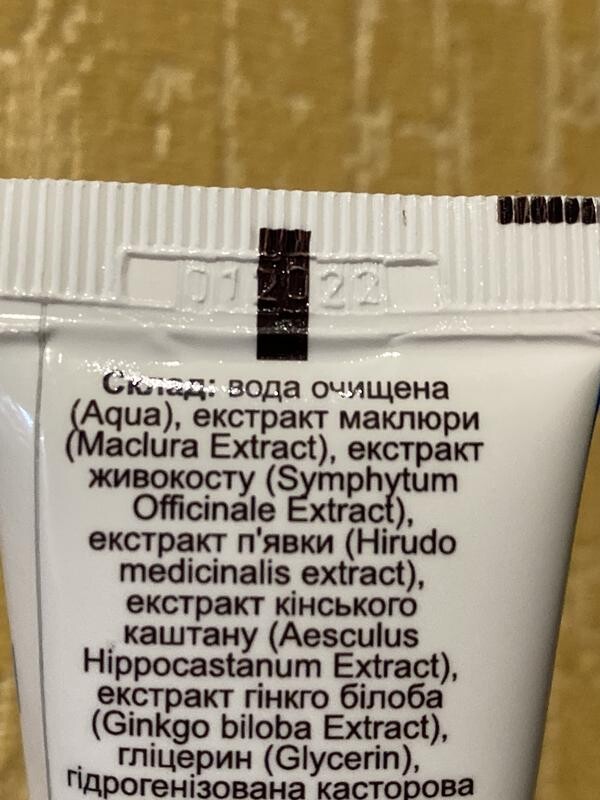 012022
Склад: вода очищена
(Aqua), екстракт маклюри
(Maclura Extract), екстракт
живокосту (Symphytum
Officinale Extract),
екстракт п'явки (Hirudo
medicinalis extract),
екстракт кінського
каштану (Aesculus
Hippocastanum Extract),
екстракт гінкго білоба
(Ginkgo biloba Extract),
гліцерин (Glycerin),
гідрогенізована касторова